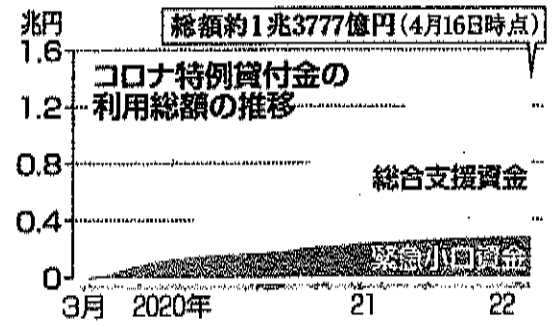 兆円
総額約1兆3777億円(4月16日時点)
1.6
コロナ特例貸付金の
利用総額の推移
1.2
0.8
総合支援資金
0.4
緊急小口資金
0
3月 2020年 21 22